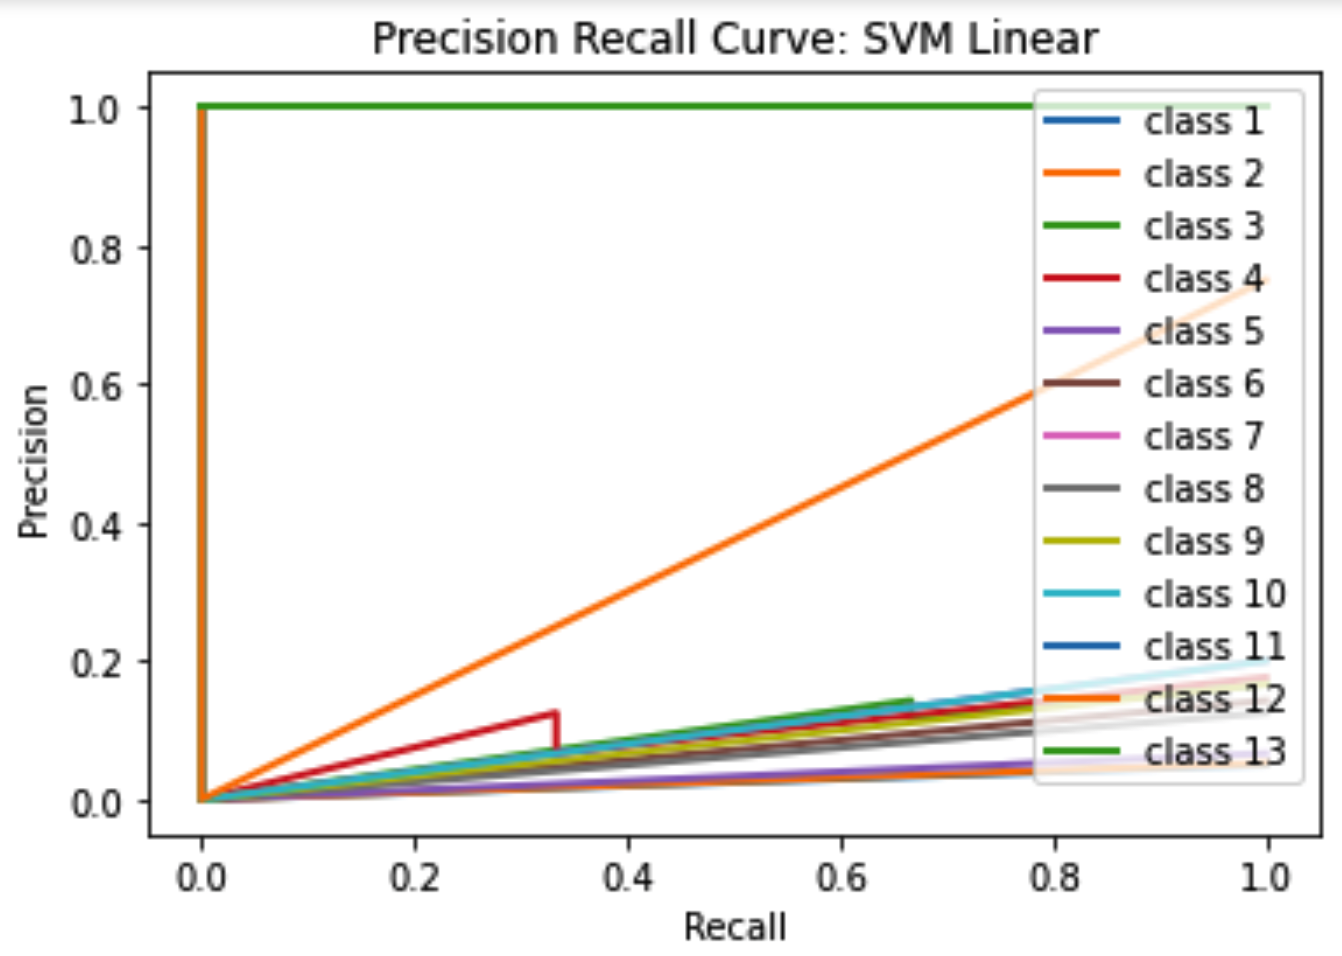 Precision Recall Curve: SVM Linear
1.0
0.8
0.6
0.4
0.2
0.0
Precision
class 1
class 2
class 3
class 4
class 5
class 6
class 7
class 8
class 9
class 10
class 11
class 12
class 13
0.0 0.2 0.4 0.6 0.8 1.0
Recall